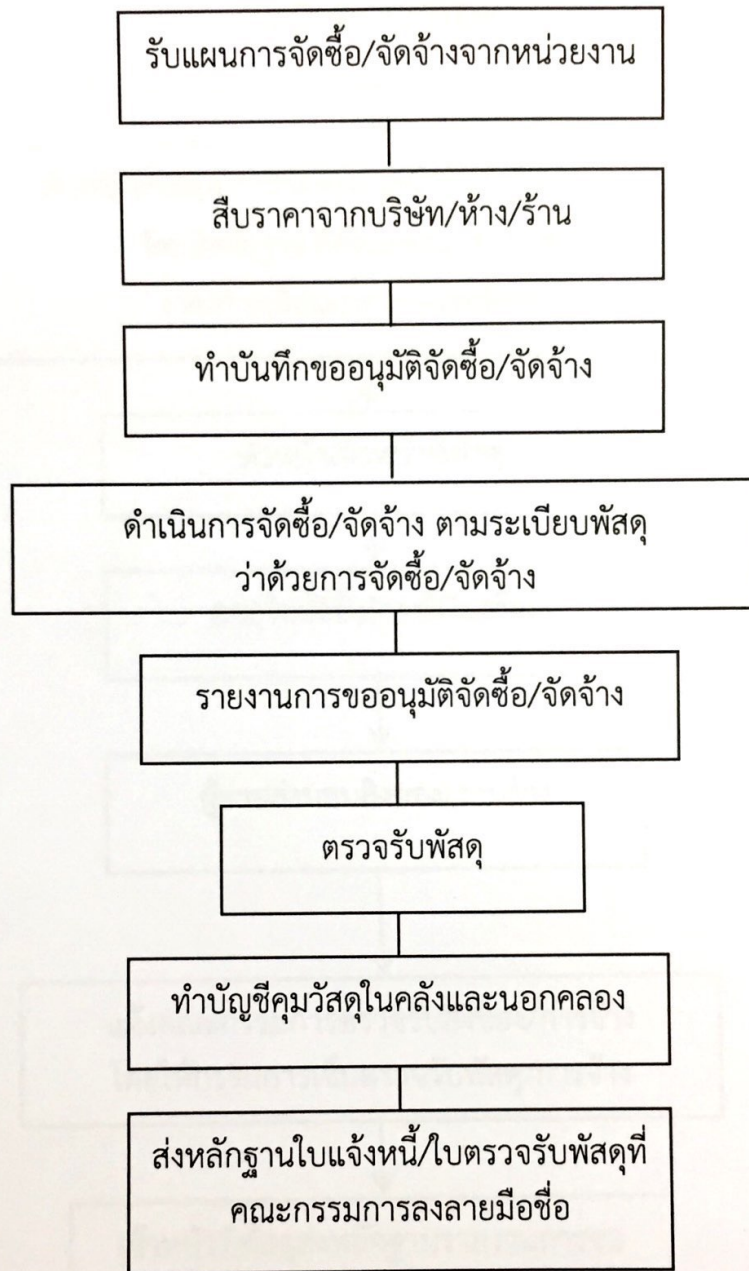 รับแผนการจัดซื้อ/จัดจ้างจากหน่วยงาน
สืบราคาจากบริษัท/ห้าง/ร้าน
ทำบันทึกขออนุมัติจัดซื้อ/จัดจ้าง
ดำเนินการจัดซื้อ/จัดจ้าง ตามระเบียบพัสดุ
ว่าด้วยการจัดซื้อ/จัดจ้าง
รายงานการขออนุมัติจัดซื้อ/จัดจ้าง
ตรวจรับพัสดุ
ทำบัญชีคุมวัสดุในคลังและนอกคลอง
ส่งหลักฐานใบแจ้งหนี้/ใบตรวจรับพัสดุที่
คณะกรรมการลงลายมือชื่อ